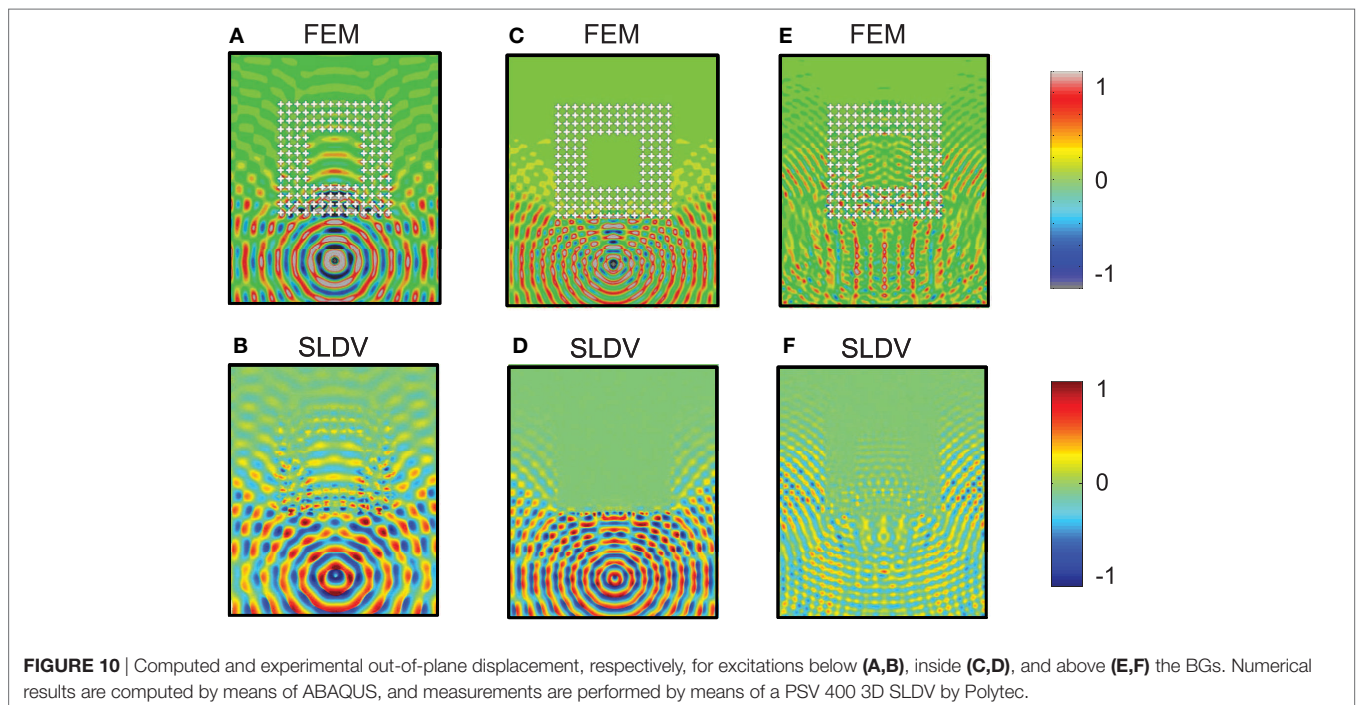 A FEM
C FEM
E FEM
1
0
-1
B SLDV
D SLDV
F SLDV
1
0
-1
FIGURE 10 | Computed and experimental out-of-plane displacement, respectively, for excitations below (A,B), inside (C,D), and above (E,F) the BGs. Numerical
results are computed by means of ABAQUS, and measurements are performed by means of a PSV 400 3D SLDV by Polytec.